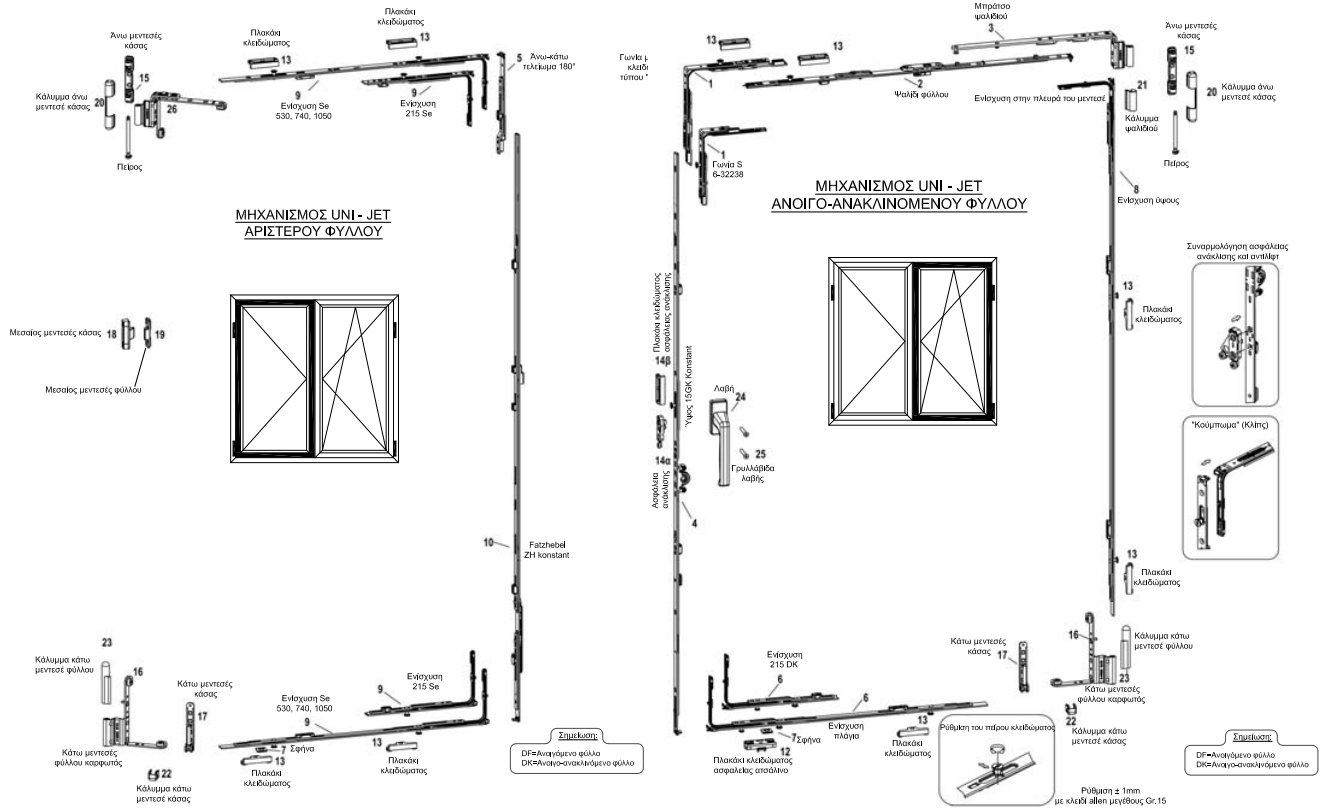 Πλακάκι
κλειδώματος
13
Πλακάκι
κλειδώματος
13
Άνω μεντεσές
κάσας
15
20
Κάλυμμα άνω
μεντεσέ κάσας
26
Πείρος
9
Ενίσχυση Se
530, 740, 1050
9
Ενίσχυση
215 Se
5
Άνω-κάτω
τελείωμα 180°
ΜΗΧΑΝΙΣΜΟΣ UNI - JET
ΑΡΙΣΤΕΡΟΥ ΦΥΛΛΟΥ
Μεσαίος μεντεσές κάσας
18
19
Μεσαίος μεντεσές φύλλου
10
Fatzhebel
ZH konstant
23
Κάλυμμα κάτω
μεντεσέ φύλλου
16
Κάτω μεντεσές
κάσας
17
Κάτω μεντεσές
φύλλου καρφωτός
22
Κάλυμμα κάτω
μεντεσέ κάσας
Ενίσχυση Se
530, 740, 1050
9
Ενίσχυση
215 Se
9
7
Σφήνα
13
Πλακάκι
κλειδώματος
13
Πλακάκι
κλειδώματος
Σημείωση:
DF=Ανοιγόμενο φύλλο
DK=Ανοιγο-ανακλινόμενο φύλλο
Μπράτσο
ψαλιδιού
3
13
13
Γωνία
κλειδ
τύπου "
1
2
Ψαλίδι φύλλου
Ενίσχυση στην πλευρά του μεντεσέ
Άνω μεντεσές
κάσας
15
21
Κάλυμμα
ψαλιδιού
20
Κάλυμμα άνω
μεντεσέ κάσας
Πείρος
1
Γωνία S
6-32238
8
Ενίσχυση ύψους
ΜΗΧΑΝΙΣΜΟΣ UNI - JET
ΑΝΟΙΓΟ-ΑΝΑΚΛΙΝΟΜΕΝΟΥ ΦΥΛΛΟΥ
Συναρμολόγηση ασφάλειας
ανάκλισης και αντιλίφτ
13
Πλακάκι
κλειδώματος
Πλακάκι κλειδώματος
ασφάλειας ανάκλισης
14β
Ύψος 15GK Konstant
14α
Ασφάλεια
ανάκλισης
4
Λαβή
24
25
Γρυλλάβιδα
λαβής
"Κούμπωμα" (Κλίπς)
13
Πλακάκι
κλειδώματος
Ενίσχυση
215 DK
6
6
Ενίσχυση
πλάγια
7
Σφήνα
12
Πλακάκι κλειδώματος
ασφαλείας ατσάλινο
13
Πλακάκι
κλειδώματος
Κάτω μεντεσές
κάσας
17
16
Κάλυμμα κάτω
μεντεσέ φύλλου
23
Κάτω μεντεσές
φύλλου καρφωτός
22
Κάλυμμα κάτω
μεντεσέ κάσας
Ρύθμιση του πείρου κλειδώματος
Ρύθμιση ± 1mm
με κλειδί allen μεγέθους Gr.15
Σημείωση:
DF=Ανοιγόμενο φύλλο
DK=Ανοιγο-ανακλινόμενο φύλλο